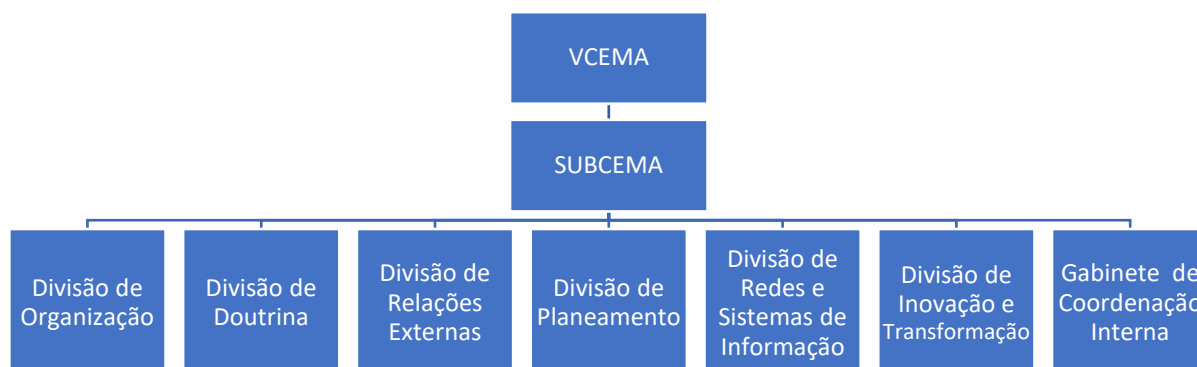 VCEMA
SUBCEMA
Divisão de
Organização
Divisão de
Doutrina
Divisão de
Relações
Externas
Divisão de
Planeamento
Divisão de
Redes e
Sistemas de
Informação
Divisão de
Inovação e
Transformação
Gabinete de
Coordenação
Interna